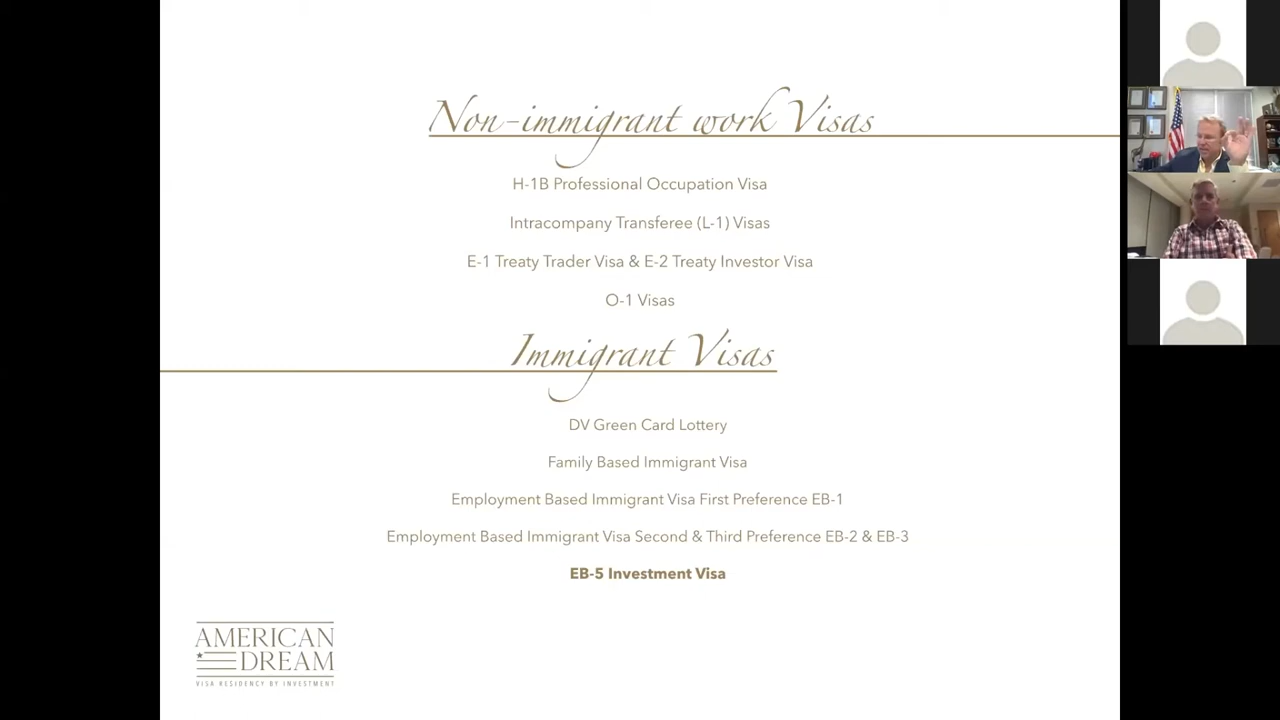 Non-immigrant work Visas
H-1B Professional Occupation Visa
Intracompany Transferee (L-1) Visas
E-1 Treaty Trader Visa & E-2 Treaty Investor Visa
O-1 Visas
Immigrant Visas
DV Green Card Lottery
Family Based Immigrant Visa
Employment Based Immigrant Visa First Preference EB-1
Employment Based Immigrant Visa Second & Third Preference EB-2 & EB-3
EB-5 Investment Visa
AMERICAN
DREAM
VISA RESIDENCY BY INVESTMENT